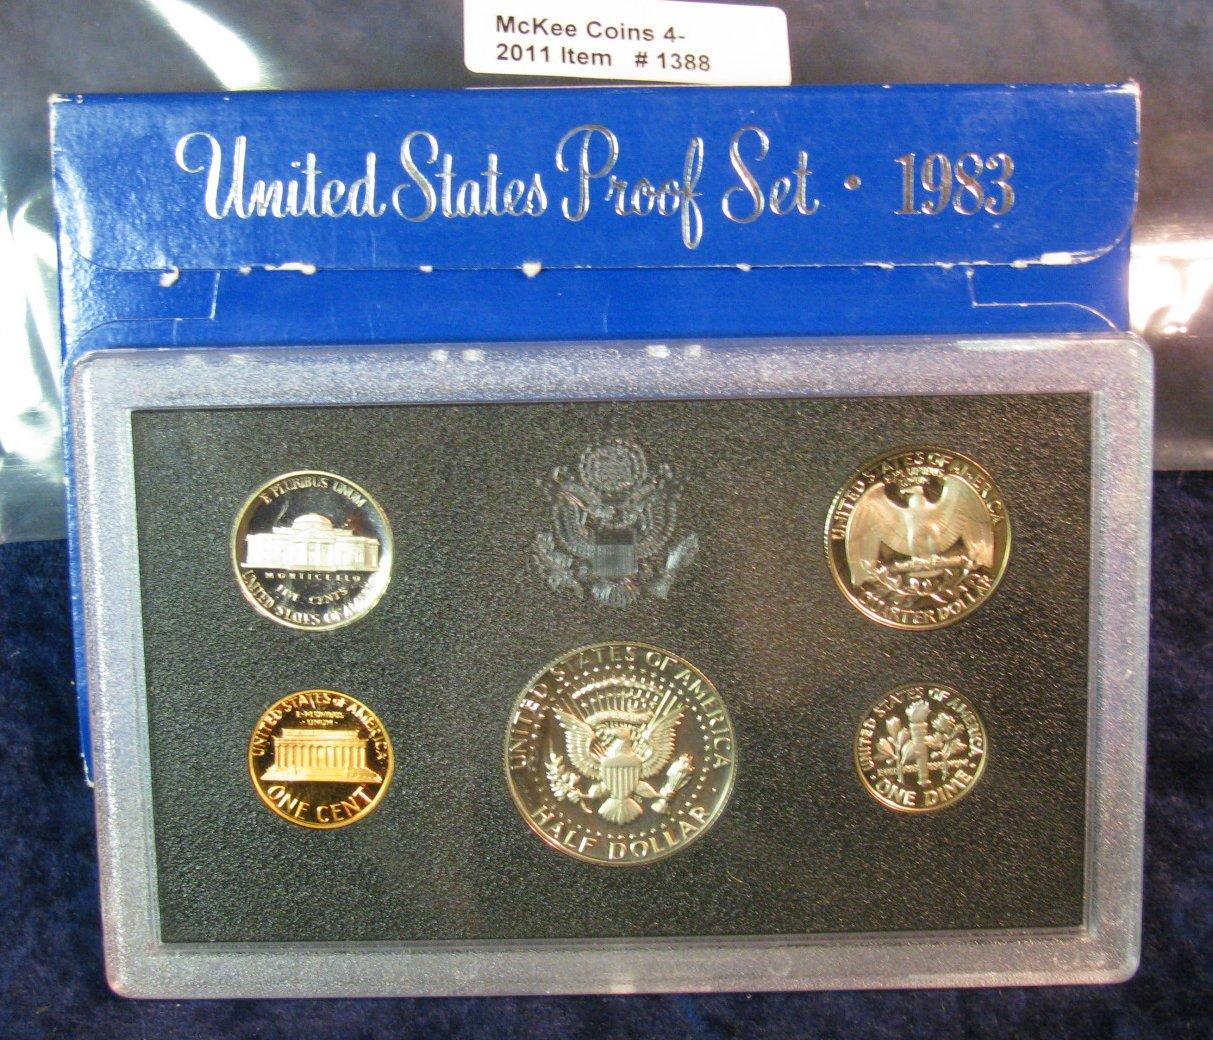 McKee Coins 4-
2011 Item # 1388
United States Proof Set · 1983
E PLURIBUS UNUM
MONTICELLO
FIVE CENTS
UNITED STATES OF AMERICA
UNITED STATES OF AMERICA
E PLURIBUS
UNUM
QUARTER DOLLAR
UNITED STATES OF AMERICA
E PLURIBUS
UNUM
ONE CENT
UNITED STATES OF AMERICA
HALF DOLLAR
UNITED STATES OF AMERICA
ONE DIME